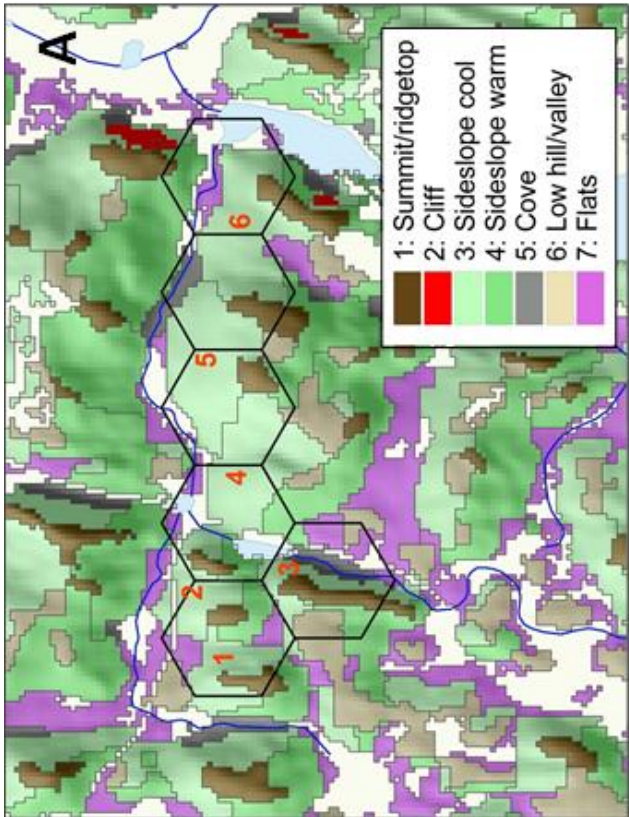 A
1
2
3
4
5
6
1: Summit/ridgetop
2: Cliff
3: Sideslope cool
4: Sideslope warm
5: Cove
6: Low hill/valley
7: Flats